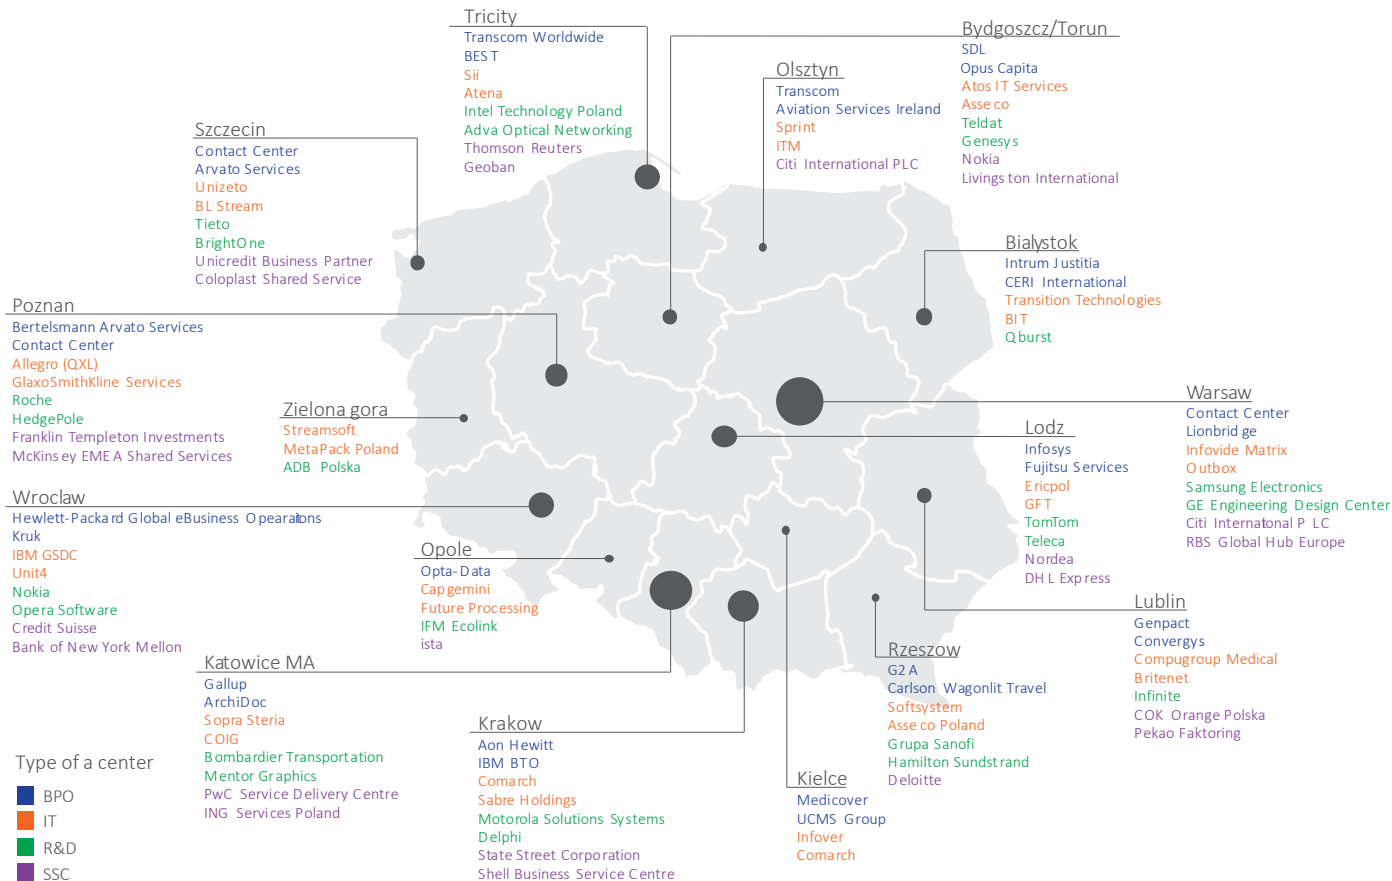 Tricity
Transcom Worldwide
BEST
Sii
Atena
Intel Technology Poland
Adva Optical Networking
Thomson Reuters
Geoban
Bydgoszcz/Torun
SDL
Opus Capita
Atos IT Services
Asseco
Teldat
Genesys
Nokia
Livingston International
Olsztyn
Transcom
Aviation Services Ireland
Sprint
ITM
Citi International PLC
Szczecin
Contact Center
Arvato Services
Unizeto
BL Stream
Tieto
BrightOne
Unicredit Business Partner
Coloplast Shared Service
Bialystok
Intrum Justitia
CERI International
Transition Technologies
BIT
Qburst
Poznan
Bertelsmann Arvato Services
Contact Center
Allegro (QXL)
GlaxoSmithKline Services
Roche
HedgePole
Franklin Templeton Investments
McKinsey EMEA Shared Services
Zielona gora
Streamsoft
MetaPack Poland
ADB Polska
Warsaw
Contact Center
Lionbridge
Infovide Matrix
Outbox
Samsung Electronics
GE Engineering Design Center
Citi International PLC
RBS Global Hub Europe
Lodz
Infosys
Fujitsu Services
Ericpol
GFT
TomTom
Teleca
Nordea
DHL Express
Wroclaw
Hewlett-Packard Global eBusiness Opearations
Kruk
IBM GSDC
Unit4
Nokia
Opera Software
Credit Suisse
Bank of New York Mellon
Opole
Opta-Data
Capgemini
Future Processing
IFM Ecolink
ista
Lublin
Genpact
Convergys
Compugroup Medical
Britenet
Infinite
COK Orange Polska
Pekao Faktoring
Katowice MA
Gallup
ArchiDoc
Sopra Steria
COIG
Bombardier Transportation
Mentor Graphics
PwC Service Delivery Centre
ING Services Poland
Rzeszow
G2A
Carlson Wagonlit Travel
Softsystem
Asseco Poland
Grupa Sanofi
Hamilton Sundstrand
Deloitte
Krakow
Aon Hewitt
IBM BTO
Comarch
Sabre Holdings
Motorola Solutions Systems
Delphi
State Street Corporation
Shell Business Service Centre
Kielce
Medicover
UCMS Group
Infover
Comarch
Type of a center
BPO
IT
R&D
SSC